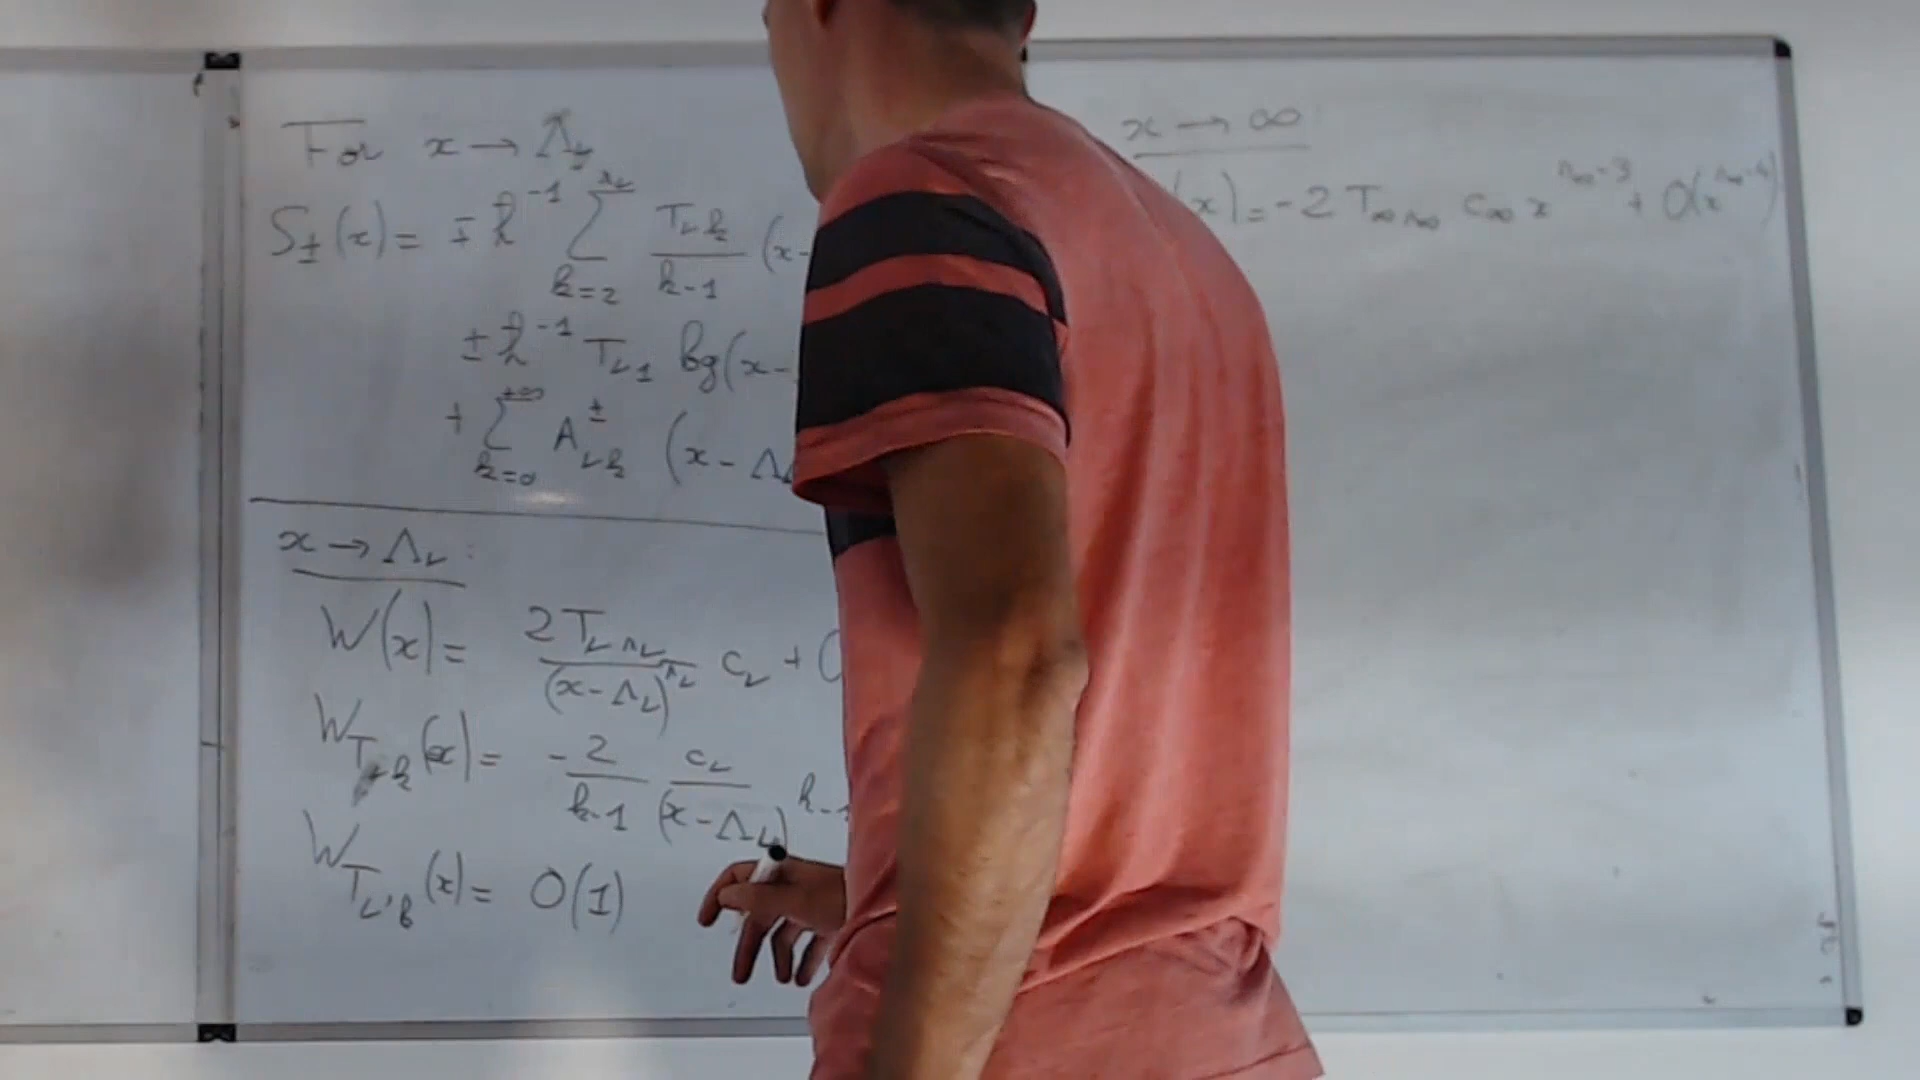 For x → Λ_ν
S_±(x) = ∓ ħ^{-1} Σ_{k=2}^{r_ν} T_{νk}/(k-1) (x-
± ħ^{-1} T_{ν1} log(x-
+ Σ_{k=0}^{+∞} A^±_{νk} (x - Λ
x → Λ_ν :
W(x) = 2T_{νr_ν}/(x-Λ_ν)^{r_ν} c_ν +
W_{T_{νk}}(x) = -2/(k-1) c_ν/(x-Λ_ν)^{k-1}
W_{T_{ν'k}}(x) = O(1)
x → ∞
(x) = -2 T_{∞r_∞} c_∞ x^{r_∞-3} + O(x^{r_∞-4})